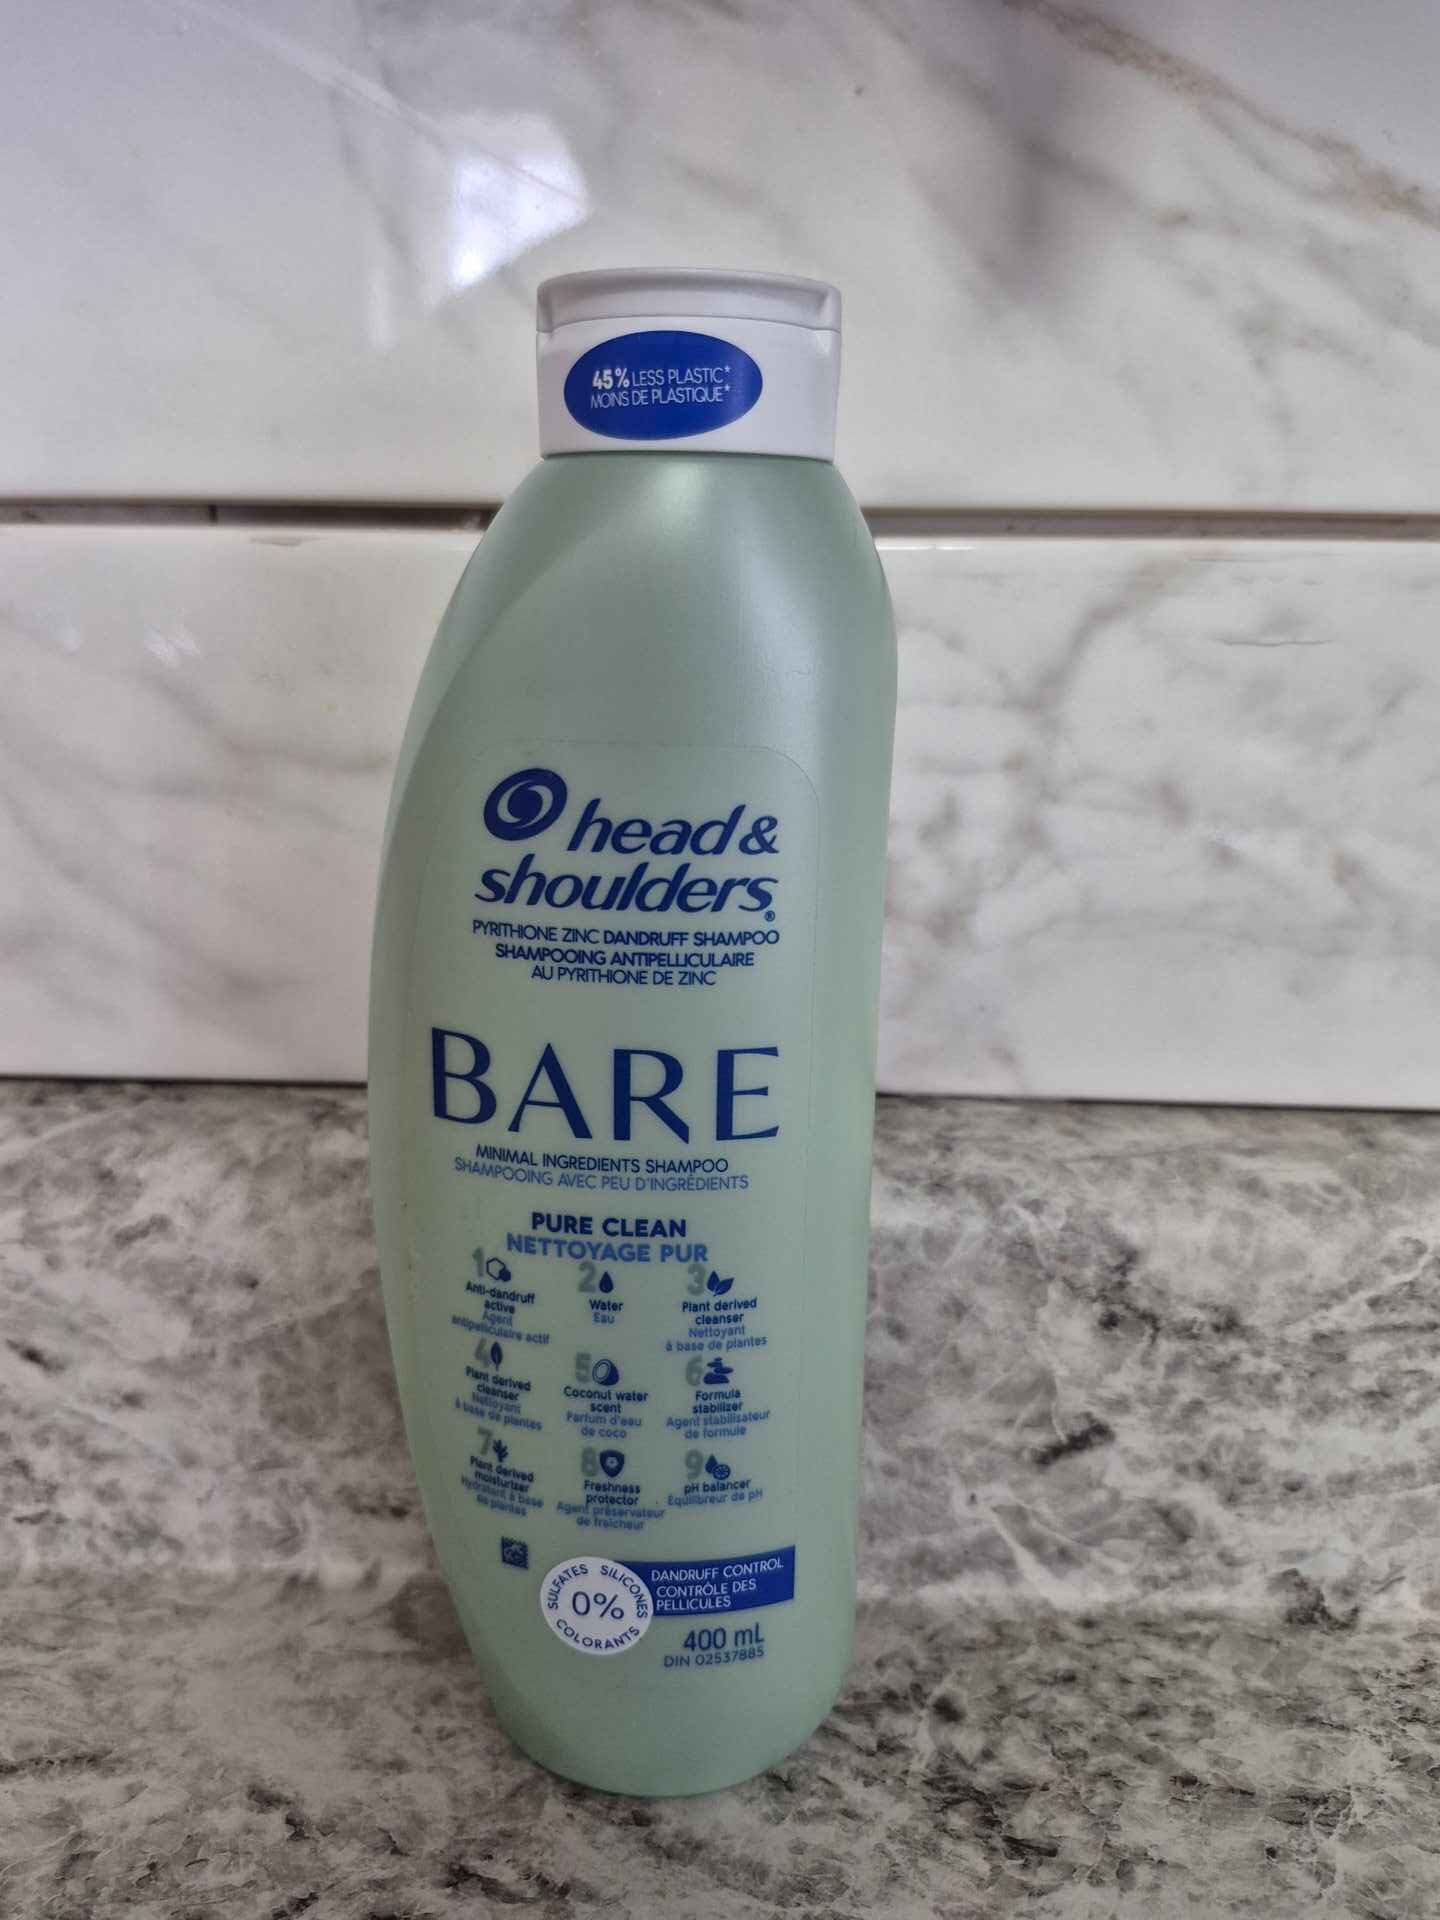 45% LESS PLASTIC*
MOINS DE PLASTIQUE*
head &
shoulders®
PYRITHIONE ZINC DANDRUFF SHAMPOO
SHAMPOOING ANTIPELLICULAIRE
AU PYRITHIONE DE ZINC
BARE
MINIMAL INGREDIENTS SHAMPOO
SHAMPOOING AVEC PEU D'INGRÉDIENTS
PURE CLEAN
NETTOYAGE PUR
1
Anti-dandruff
active
Agent
antipelliculaire actif
2
Water
Eau
3
Plant derived
cleanser
Nettoyant
à base de plantes
4
Plant derived
cleanser
Nettoyant
à base de plantes
5
Coconut water
scent
Parfum d'eau
de coco
6
Formula
stabilizer
Agent stabilisateur
de formule
7
Plant derived
moisturizer
Hydratant à base
de plantes
8
Freshness
protector
Agent préservateur
de fraîcheur
9
pH balancer
Équilibreur de pH
SULFATES SILICONES
0%
COLORANTS
DANDRUFF CONTROL
CONTRÔLE DES
PELLICULES
400 mL
DIN 02537885